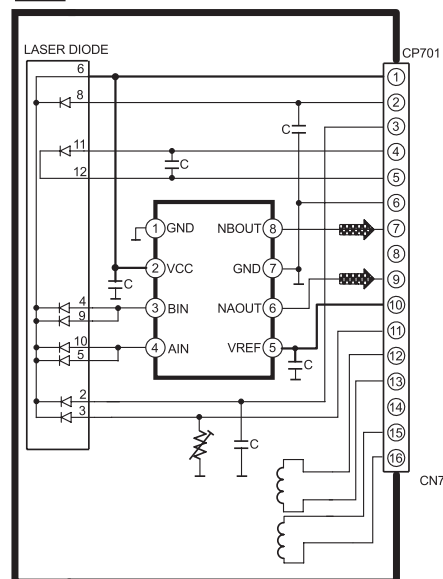 LASER DIODE
CP701
6
1
8
2
C
3
11
4
C
12
5
6
1 GND NBOUT 8
7
8
2 VCC GND 7
C
9
4
3 BIN NAOUT 6
10
9
11
10
4 AIN VREF 5
5
C
12
2
13
3
14
C
15
16
CN7